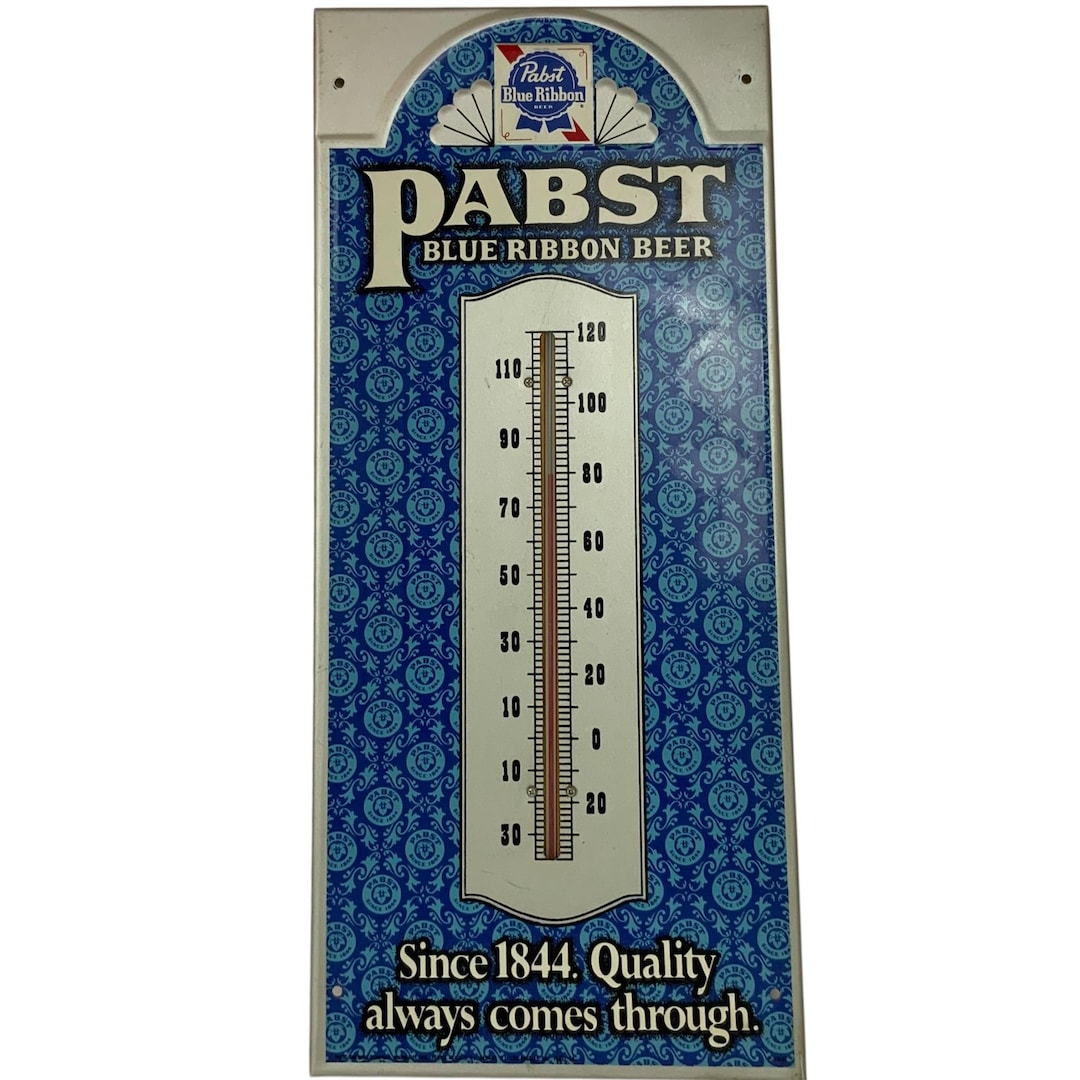 Pabst
Blue Ribbon
BEER
PABST
BLUE RIBBON BEER
120
110
100
90
80
70
60
50
40
30
20
10
0
10
20
30
Since 1844. Quality
always comes through.